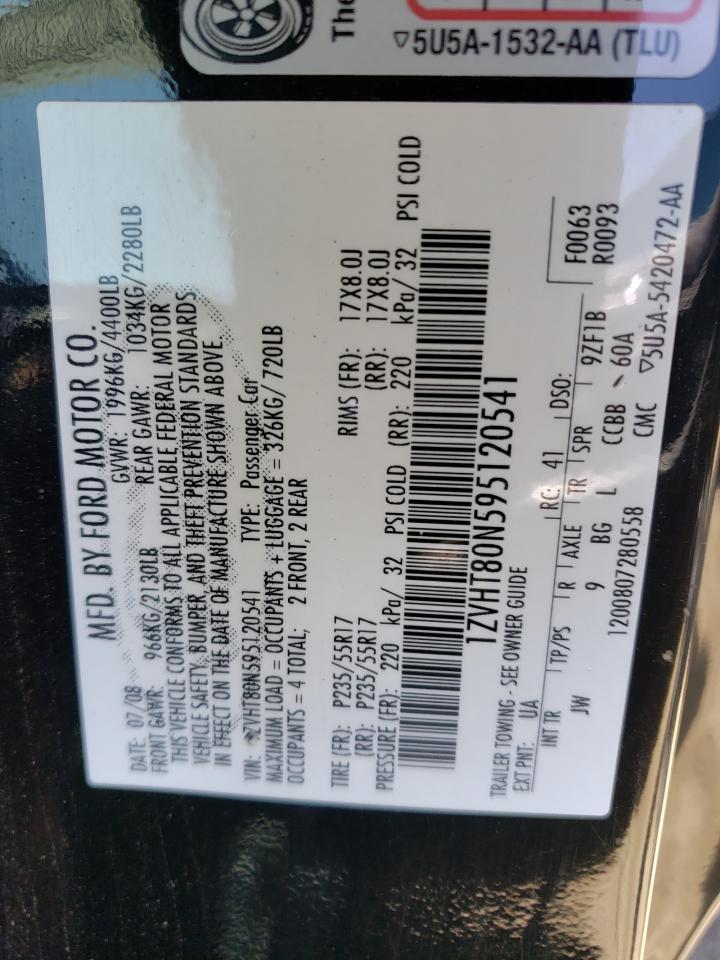 The
▽5U5A-1532-AA (TLU)
MFD. BY FORD MOTOR CO.
DATE: 07/08 GVWR: 1996KG/4400LB
FRONT GAWR: 966KG/2130LB REAR GAWR: 1034KG/2280LB
THIS VEHICLE CONFORMS TO ALL APPLICABLE FEDERAL MOTOR
VEHICLE SAFETY, BUMPER, AND THEFT PREVENTION STANDARDS
IN EFFECT ON THE DATE OF MANUFACTURE SHOWN ABOVE.
VIN: 1ZVHT80N595120541 TYPE: Passenger Car
MAXIMUM LOAD = OCCUPANTS + LUGGAGE = 326KG/ 720LB
OCCUPANTS = 4 TOTAL; 2 FRONT, 2 REAR
TIRE (FR): P235/55R17 RIMS (FR): 17X8.0J
(RR): P235/55R17 (RR): 17X8.0J
PRESSURE (FR): 220 kPa/ 32 PSI COLD (RR): 220 kPa/ 32 PSI COLD
1ZVHT80N595120541
TRAILER TOWING - SEE OWNER GUIDE
EXT PNT: UA RC: 41 DSO: F0063
R0093
INT TR TP/PS R AXLE TR SPR 9ZF1B
JW 9 BG L CCBB 60A
1200807280558 CMC ▽5U5A-5420472-AA